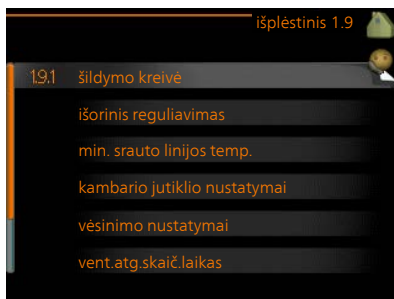 išplėstinis 1.9
1.9.1 šildymo kreivė
išorinis reguliavimas
min. srauto linijos temp.
kambario jutiklio nustatymai
vėsinimo nustatymai
vent.atg.skaič.laikas